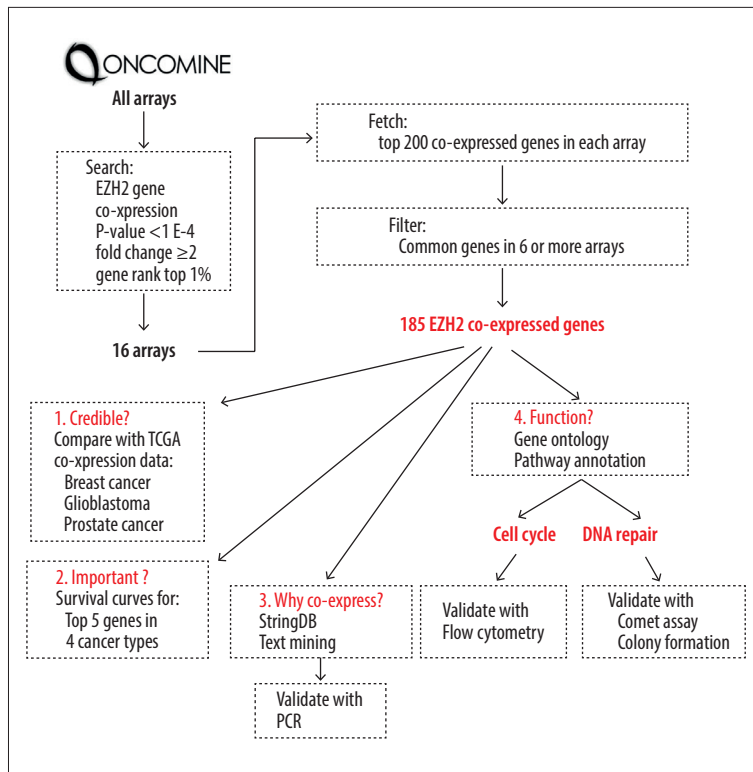 ONCOMINE
All arrays
Search:
EZH2 gene
co-xpression
P-value <1 E-4
fold change ≥2
gene rank top 1%
16 arrays
Fetch:
top 200 co-expressed genes in each array
Filter:
Common genes in 6 or more arrays
185 EZH2 co-expressed genes
1. Credible?
Compare with TCGA
co-xpression data:
Breast cancer
Glioblastoma
Prostate cancer
2. Important ?
Survival curves for:
Top 5 genes in
4 cancer types
3. Why co-express?
StringDB
Text mining
Validate with
PCR
4. Function?
Gene ontology
Pathway annotation
Cell cycle
DNA repair
Validate with
Flow cytometry
Validate with
Comet assay
Colony formation